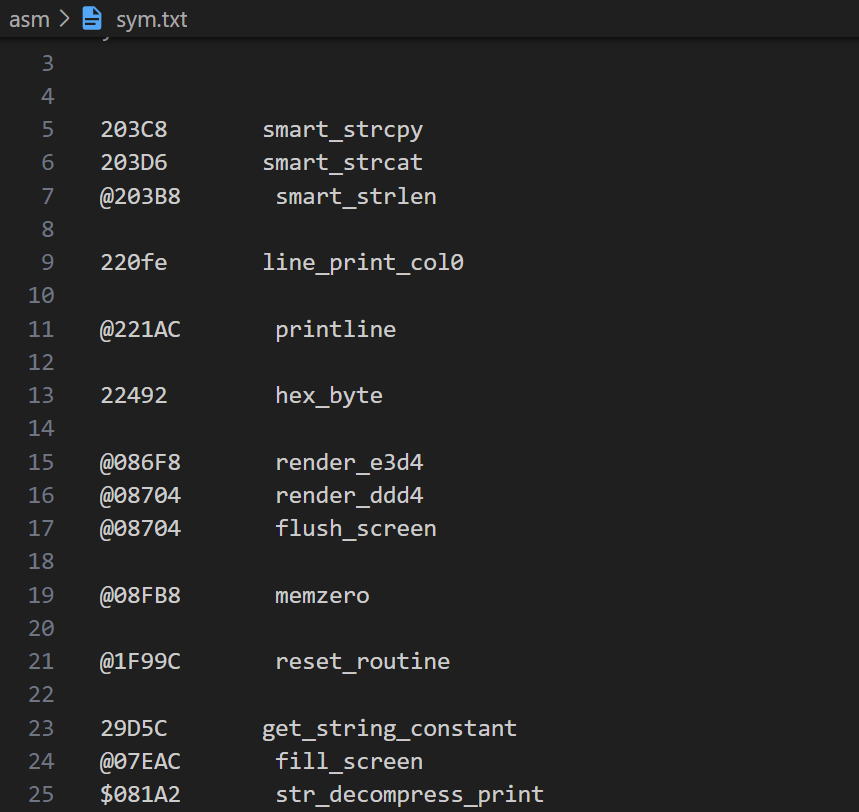 asm > sym.txt
3
4
5 203C8 smart_strcpy
6 203D6 smart_strcat
7 @203B8 smart_strlen
8
9 220fe line_print_col0
10
11 @221AC printline
12
13 22492 hex_byte
14
15 @086F8 render_e3d4
16 @08704 render_ddd4
17 @08704 flush_screen
18
19 @08FB8 memzero
20
21 @1F99C reset_routine
22
23 29D5C get_string_constant
24 @07EAC fill_screen
25 $081A2 str_decompress_print